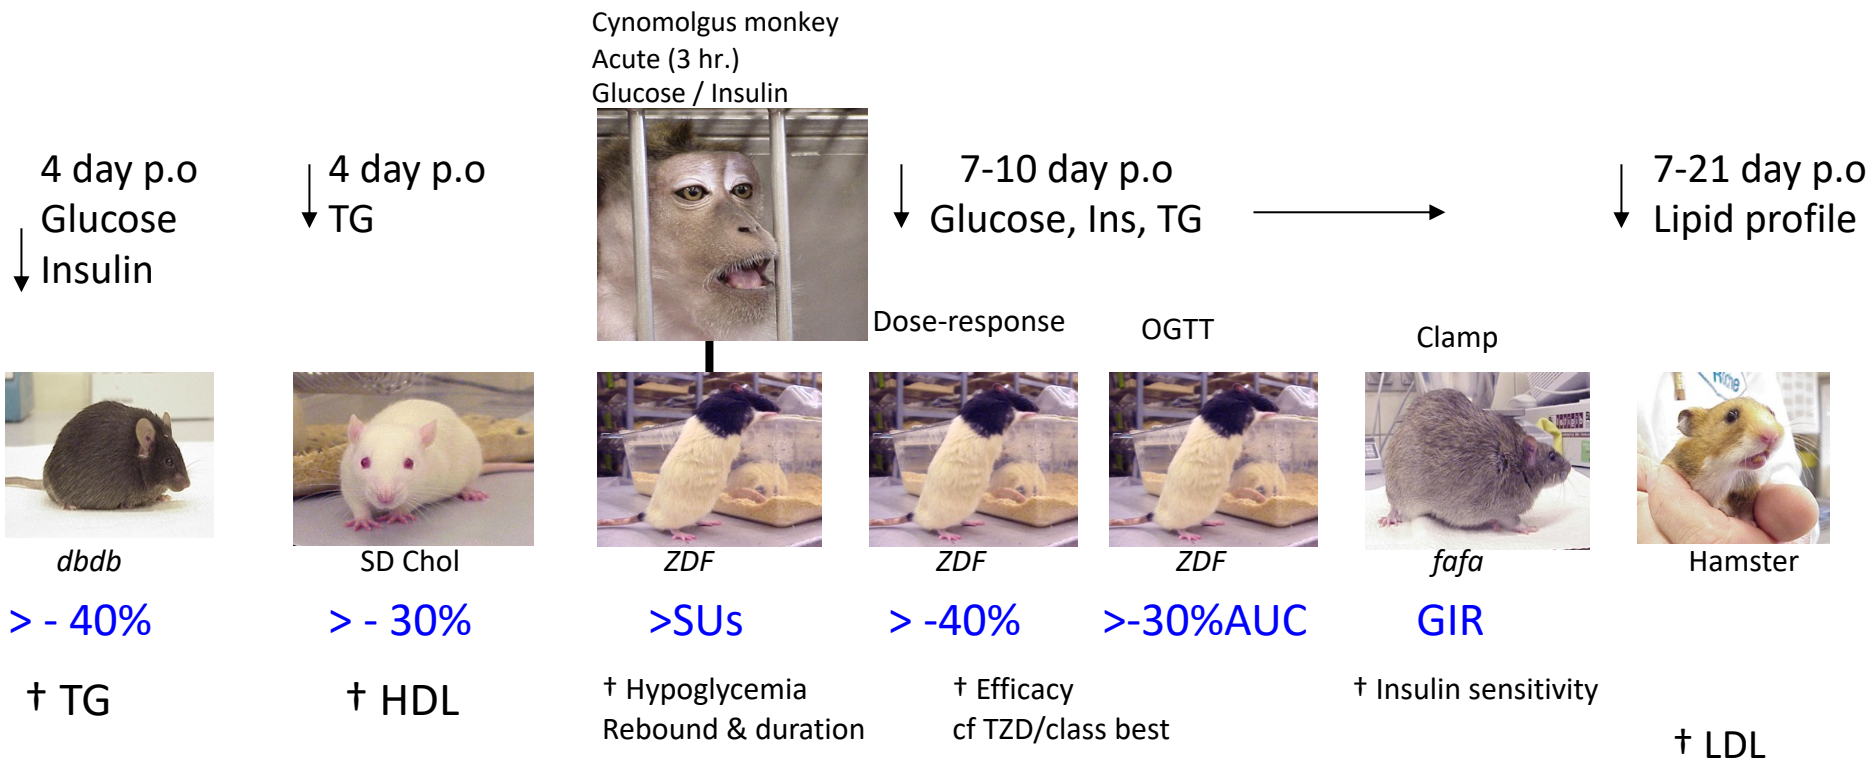 Cynomolgus monkey
Acute (3 hr.)
Glucose / Insulin
4 day p.o
Glucose
Insulin
4 day p.o
TG
7-10 day p.o
Glucose, Ins, TG
7-21 day p.o
Lipid profile
Dose-response
OGTT
Clamp
Roche
dbdb
SD Chol
ZDF
ZDF
ZDF
fafa
Hamster
> - 40%
> - 30%
>SUs
> -40%
>-30%AUC
GIR
† TG
† HDL
† Hypoglycemia
Rebound & duration
† Efficacy
cf TZD/class best
† Insulin sensitivity
† LDL